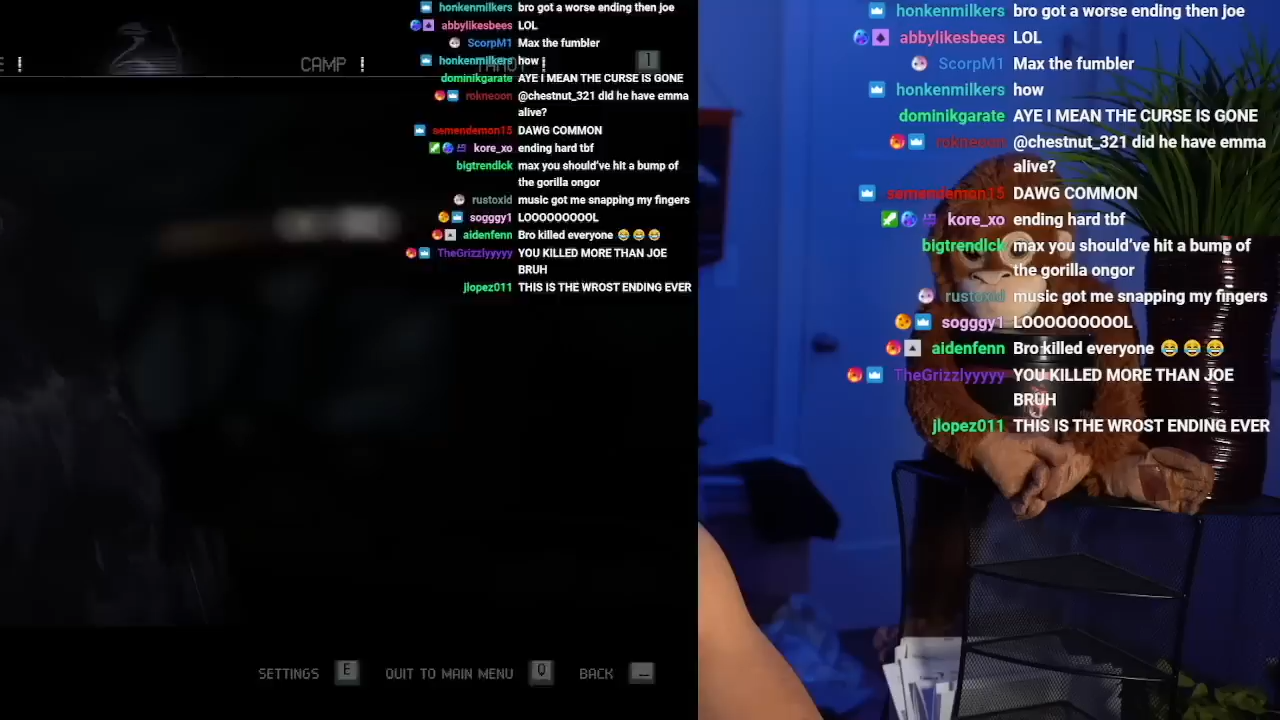 honkenmilkers bro got a worse ending then joe
abbylikesbees LOL
ScorpM1 Max the fumbler
honkenmilkers how
dominikgarate AYE I MEAN THE CURSE IS GONE
rokneoon @chestnut_321 did he have emma
alive?
semendemon15 DAWG COMMON
kore_xo ending hard tbf
bigtrendlck max you should've hit a bump of
the gorilla ongor
rustoxid music got me snapping my fingers
sogggy1 LOOOOOOOOOL
aidenfenn Bro killed everyone 😂 😂 😂
TheGrizzlyyyyy YOU KILLED MORE THAN JOE
BRUH
jlopez011 THIS IS THE WROST ENDING EVER
! CAMP ! ! 1
SETTINGS E QUIT TO MAIN MENU Q BACK
honkenmilkers bro got a worse ending then joe
abbylikesbees LOL
ScorpM1 Max the fumbler
honkenmilkers how
dominikgarate AYE I MEAN THE CURSE IS GONE
rokneoon @chestnut_321 did he have emma
alive?
semendemon15 DAWG COMMON
kore_xo ending hard tbf
bigtrendlck max you should've hit a bump of
the gorilla ongor
rustoxid music got me snapping my fingers
sogggy1 LOOOOOOOOOL
aidenfenn Bro killed everyone 😂 😂 😂
TheGrizzlyyyyy YOU KILLED MORE THAN JOE
BRUH
jlopez011 THIS IS THE WROST ENDING EVER